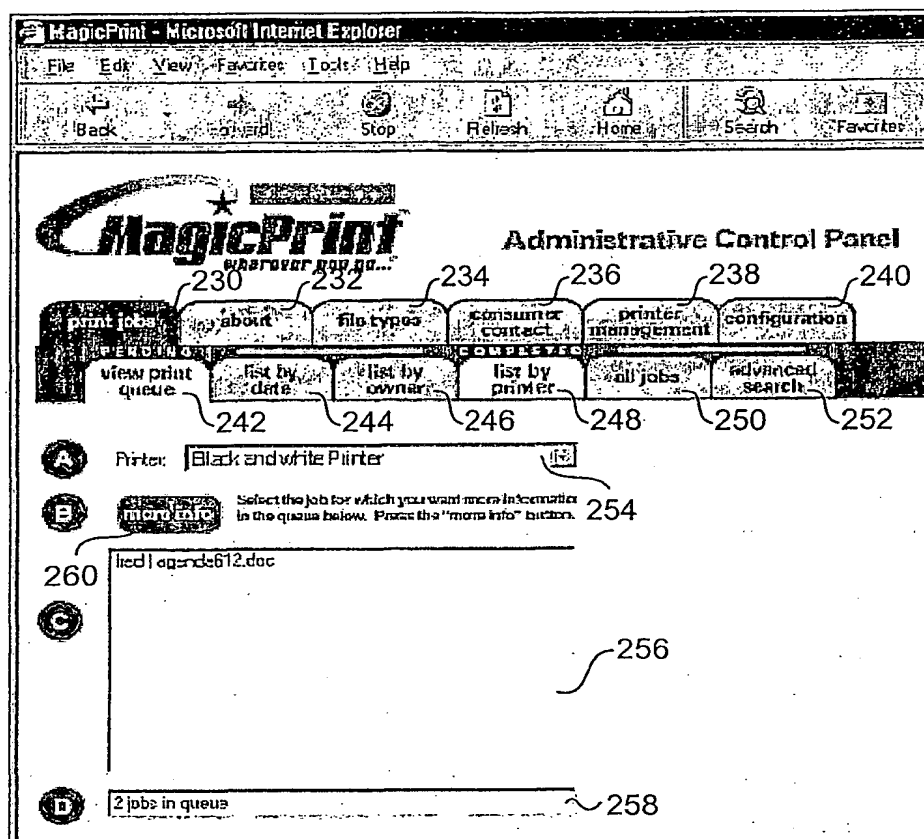 MagicPrint - Microsoft Internet Explorer
File Edit View Favorites Tools Help
Back Forward Stop Refresh Home Search Favorites
MagicPrint
wherever you go...™
Administrative Control Panel
230 232 234 236 238 240
print jobs about file types consumer contact printer management configuration
PENDING COMPLETED
view print queue list by date list by owner list by printer all jobs advanced search
242 244 246 248 250 252
A Printer: Black and white Printer
254
B more info Select the job for which you want more informatio
in the queue below. Press the "more info" button.
260
C
fred | agenda612.doc
256
D 2 jobs in queue
258